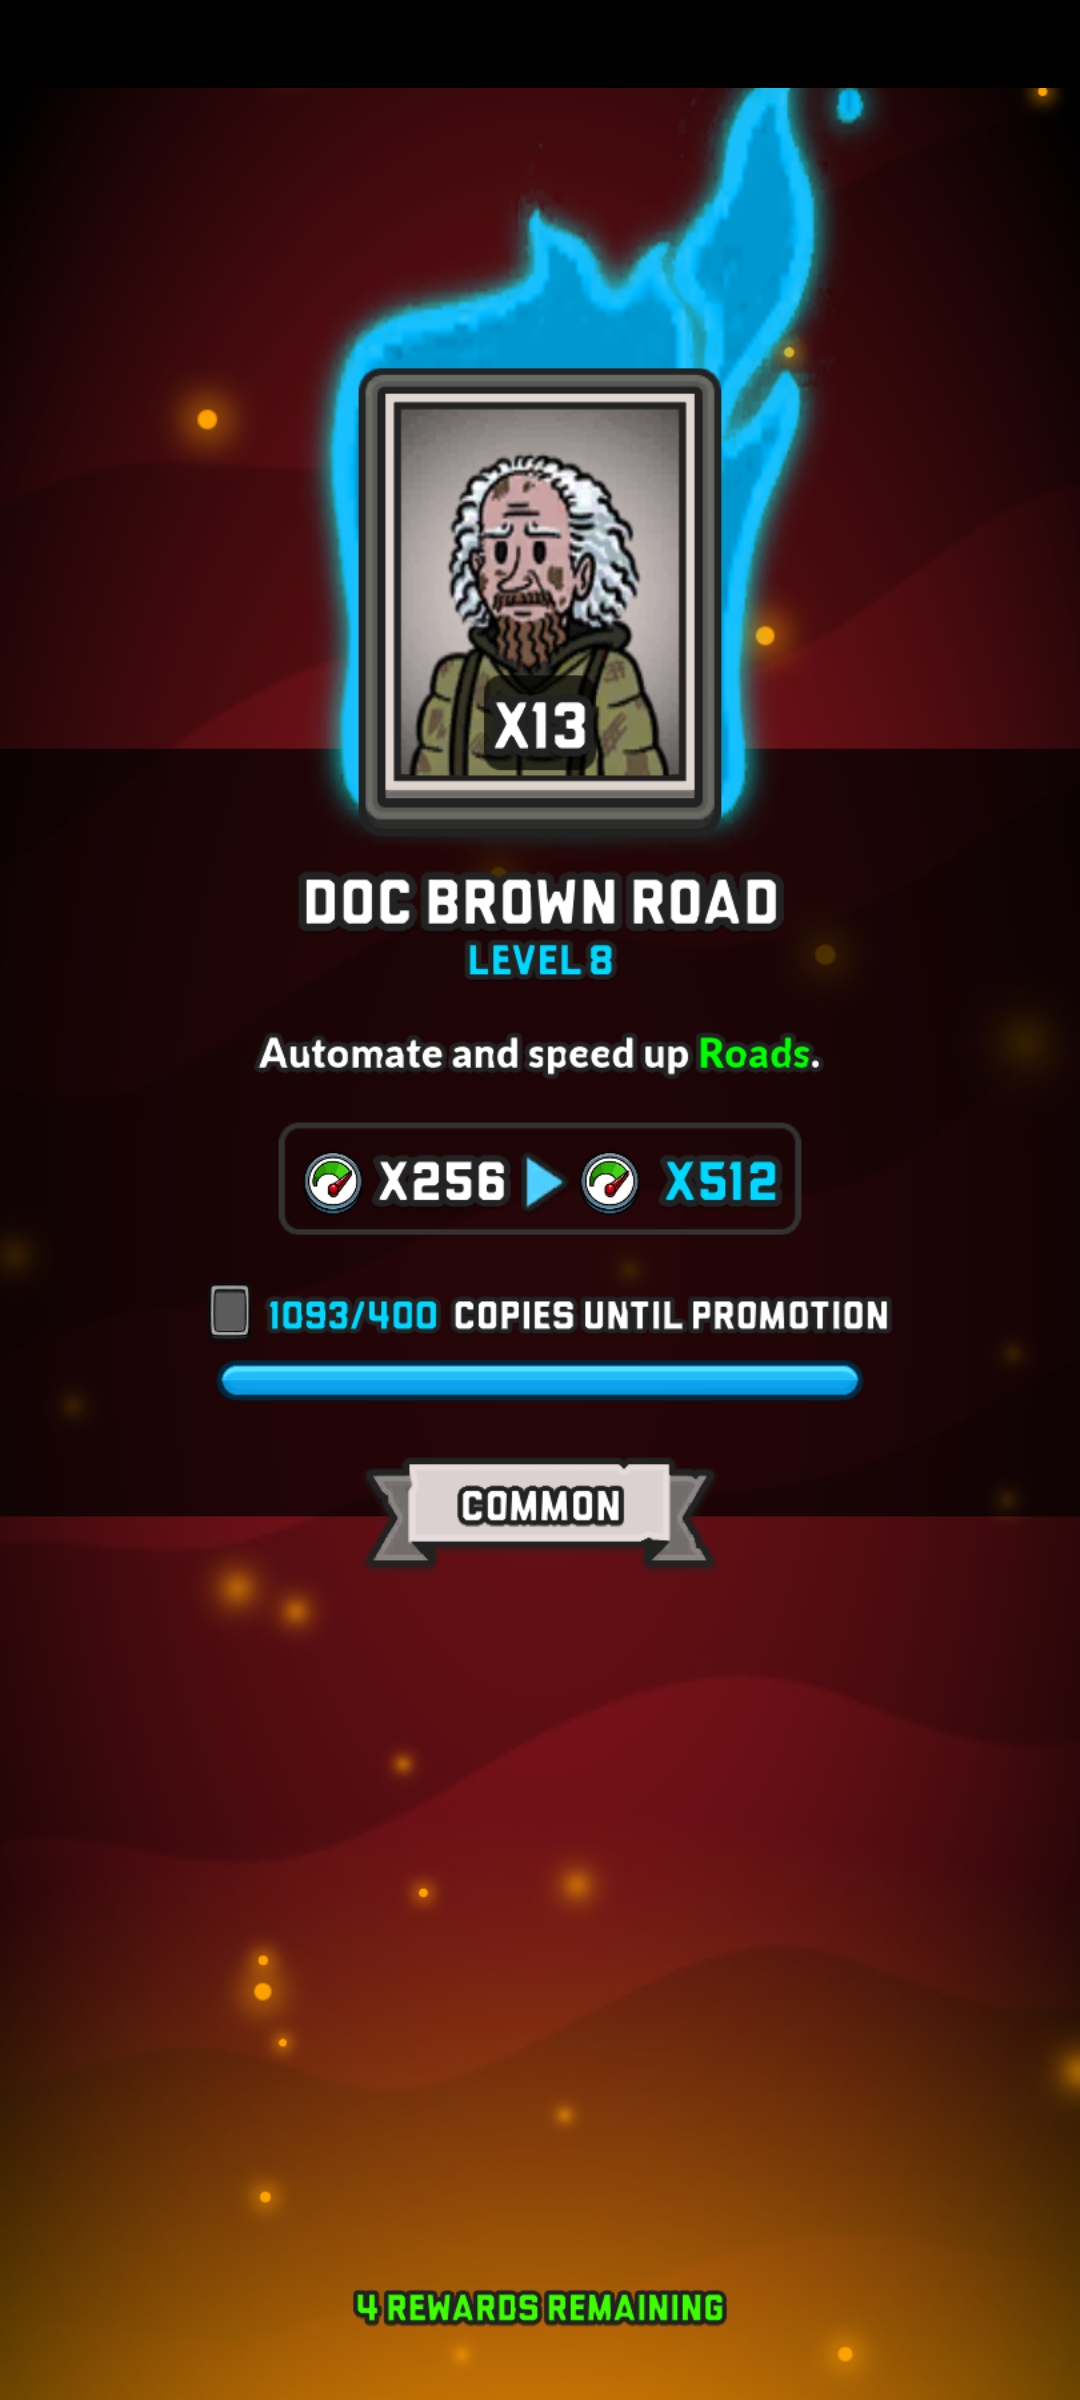 X13
DOC BROWN ROAD
LEVEL 8
Automate and speed up Roads.
X256 X512
1093/400 COPIES UNTIL PROMOTION
COMMON
4 REWARDS REMAINING